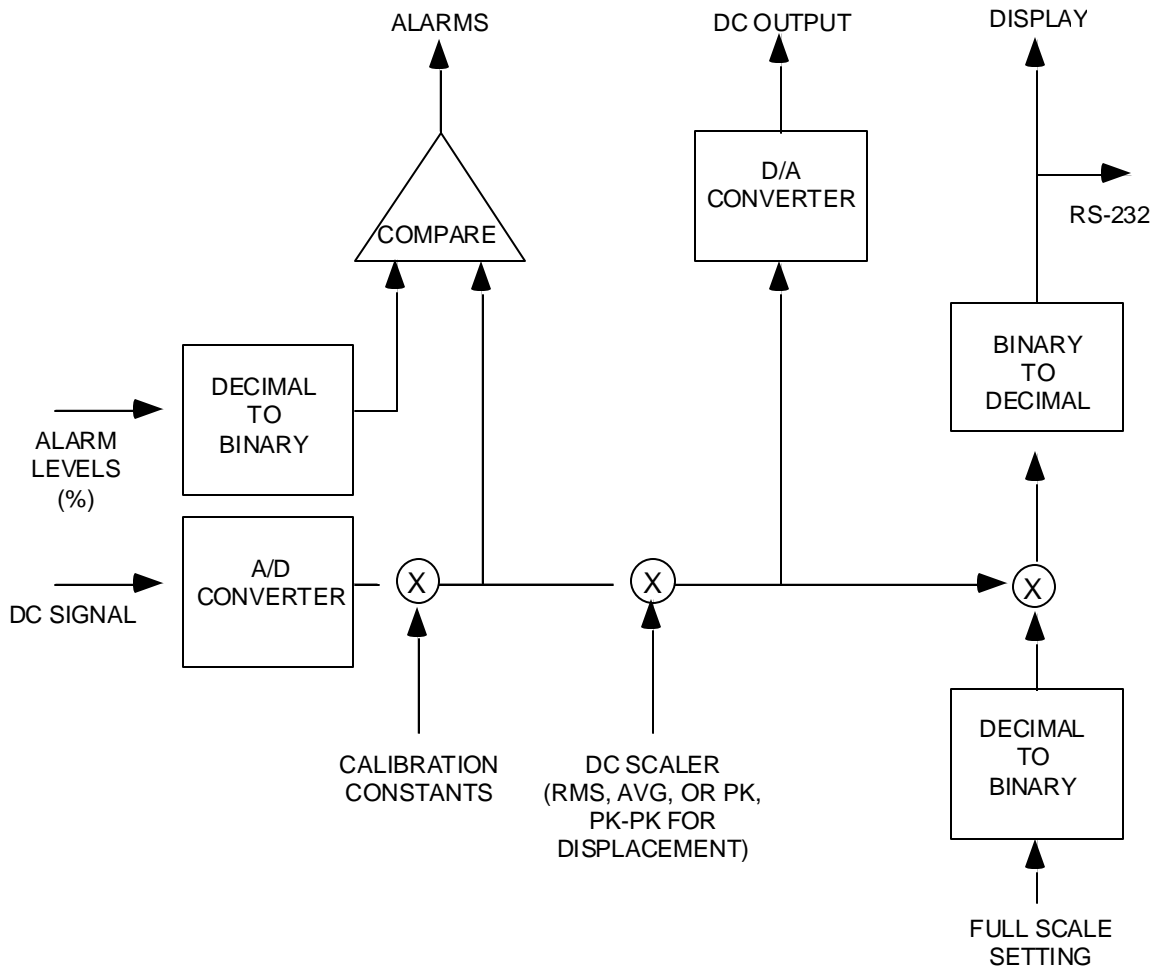 ALARMS
DC OUTPUT
DISPLAY
D/A
CONVERTER
RS-232
COMPARE
BINARY
TO
DECIMAL
DECIMAL
TO
BINARY
ALARM
LEVELS
(%)
A/D
CONVERTER
X
X
X
DC SIGNAL
DECIMAL
TO
BINARY
CALIBRATION
CONSTANTS
DC SCALER
(RMS, AVG, OR PK,
PK-PK FOR
DISPLACEMENT)
FULL SCALE
SETTING